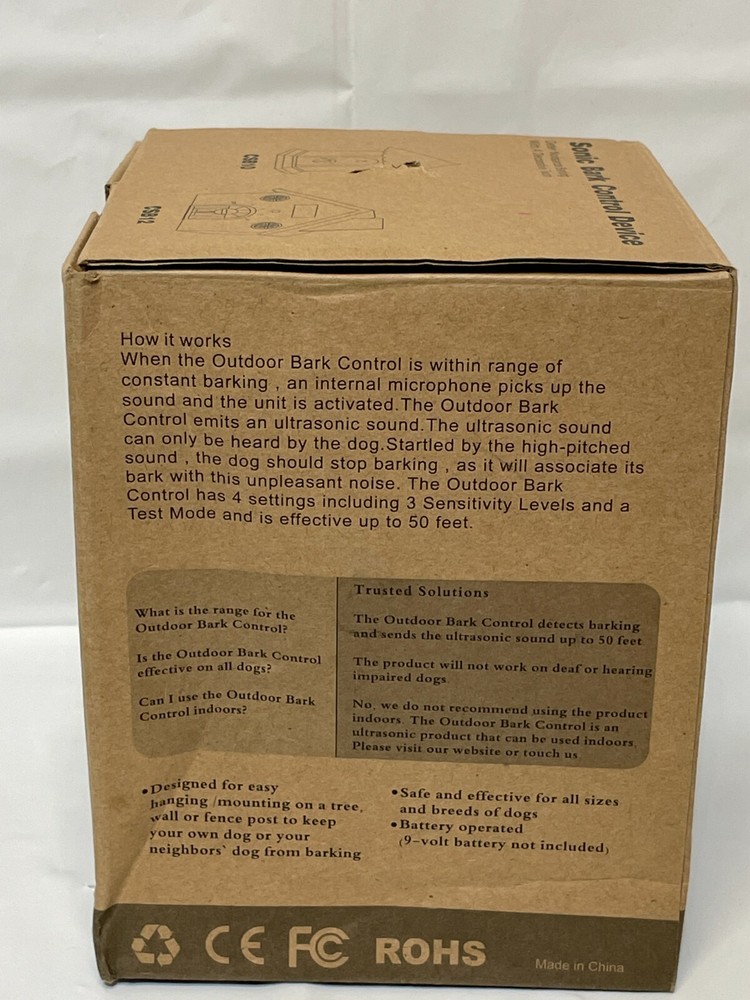 Sonic Bark Control Device
CSB10
CSB12
How it works
When the Outdoor Bark Control is within range of
constant barking , an internal microphone picks up the
sound and the unit is activated.The Outdoor Bark
Control emits an ultrasonic sound.The ultrasonic sound
can only be heard by the dog.Startled by the high-pitched
sound , the dog should stop barking , as it will associate its
bark with this unpleasant noise. The Outdoor Bark
Control has 4 settings including 3 Sensitivity Levels and a
Test Mode and is effective up to 50 feet.
What is the range for the
Outdoor Bark Control?
Is the Outdoor Bark Control
effective on all dogs?
Can I use the Outdoor Bark
Control indoors?
Trusted Solutions
The Outdoor Bark Control detects barking
and sends the ultrasonic sound up to 50 feet.
The product will not work on deaf or hearing
impaired dogs.
No, we do not recommend using the product
indoors. The Outdoor Bark Control is an
ultrasonic product that can be used indoors.
Please visit our website or touch us.
•Designed for easy
hanging /mounting on a tree,
wall or fence post to keep
your own dog or your
neighbors` dog from barking
•Safe and effective for all sizes
and breeds of dogs
•Battery operated
(9-volt battery not included)
CE FC ROHS
Made in China